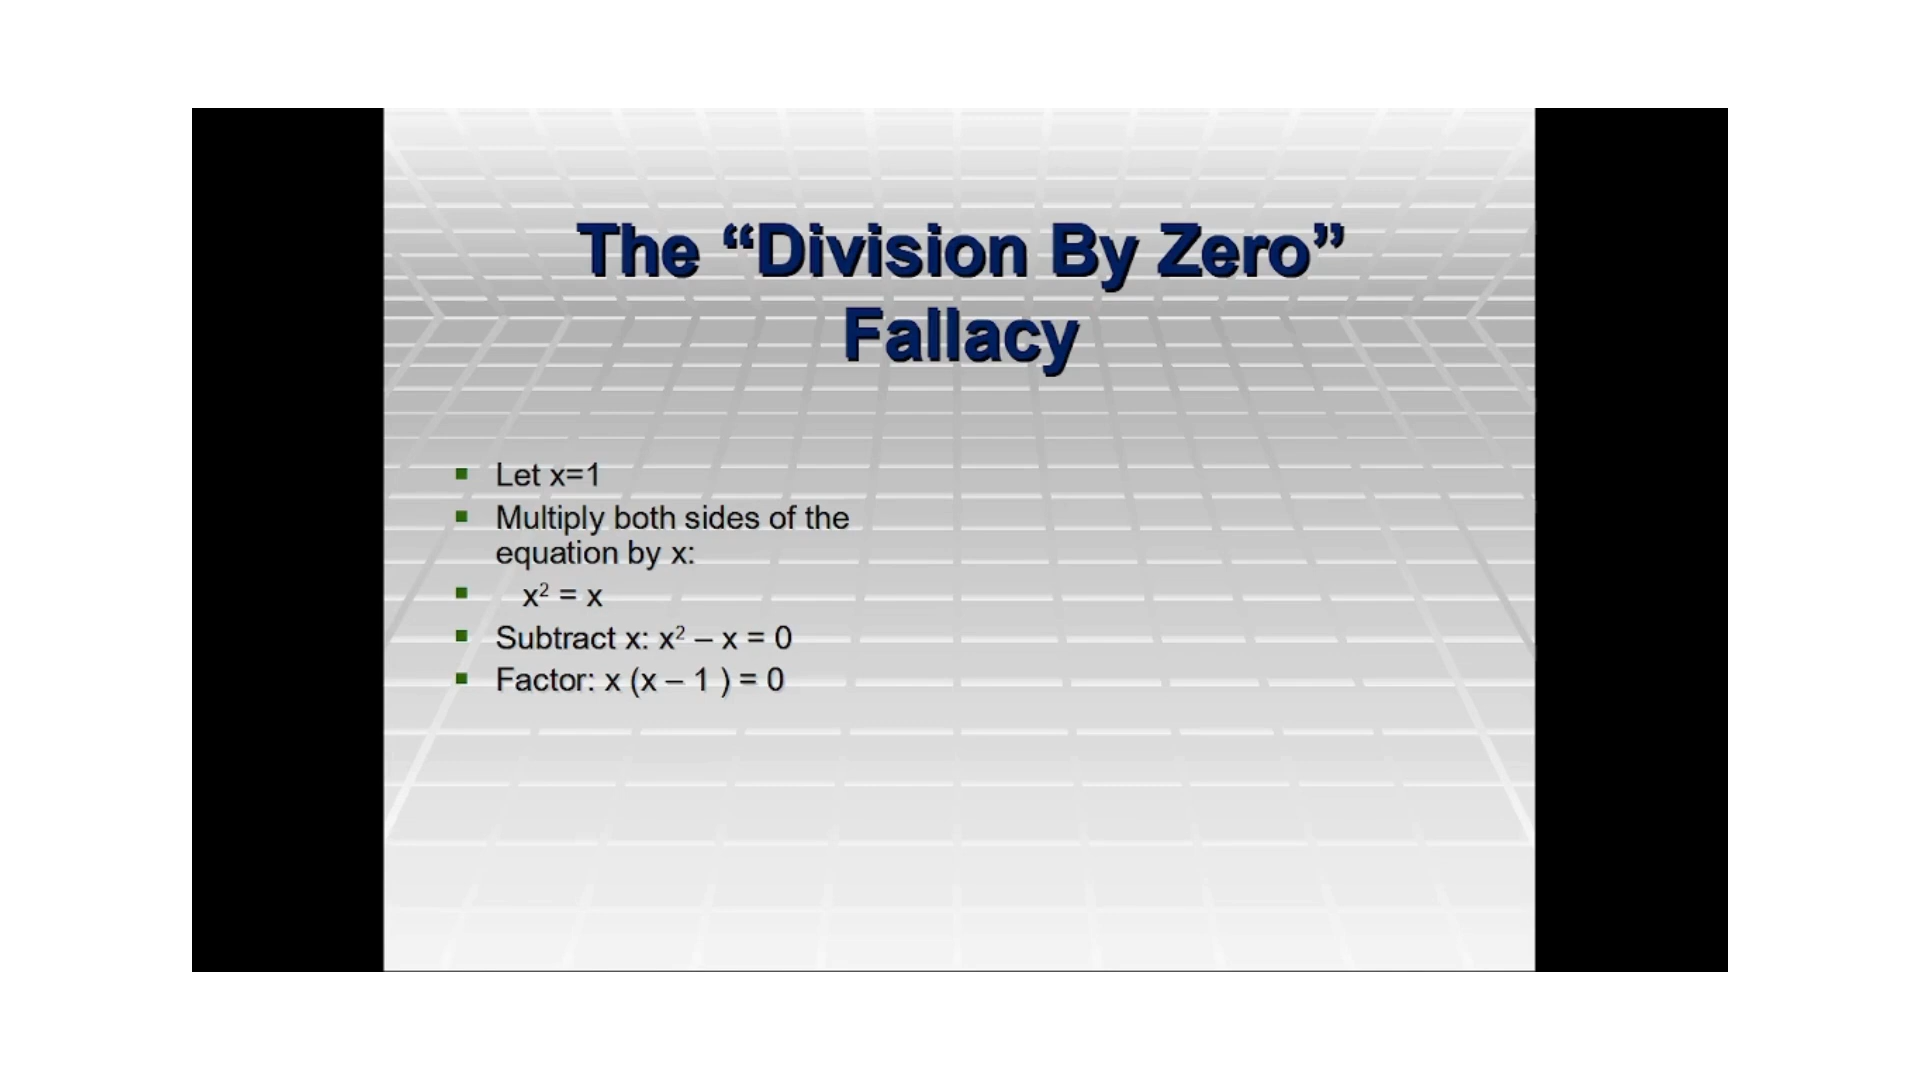 The “Division By Zero”
Fallacy
Let x=1
Multiply both sides of the
equation by x:
x² = x
Subtract x: x² – x = 0
Factor: x (x – 1 ) = 0